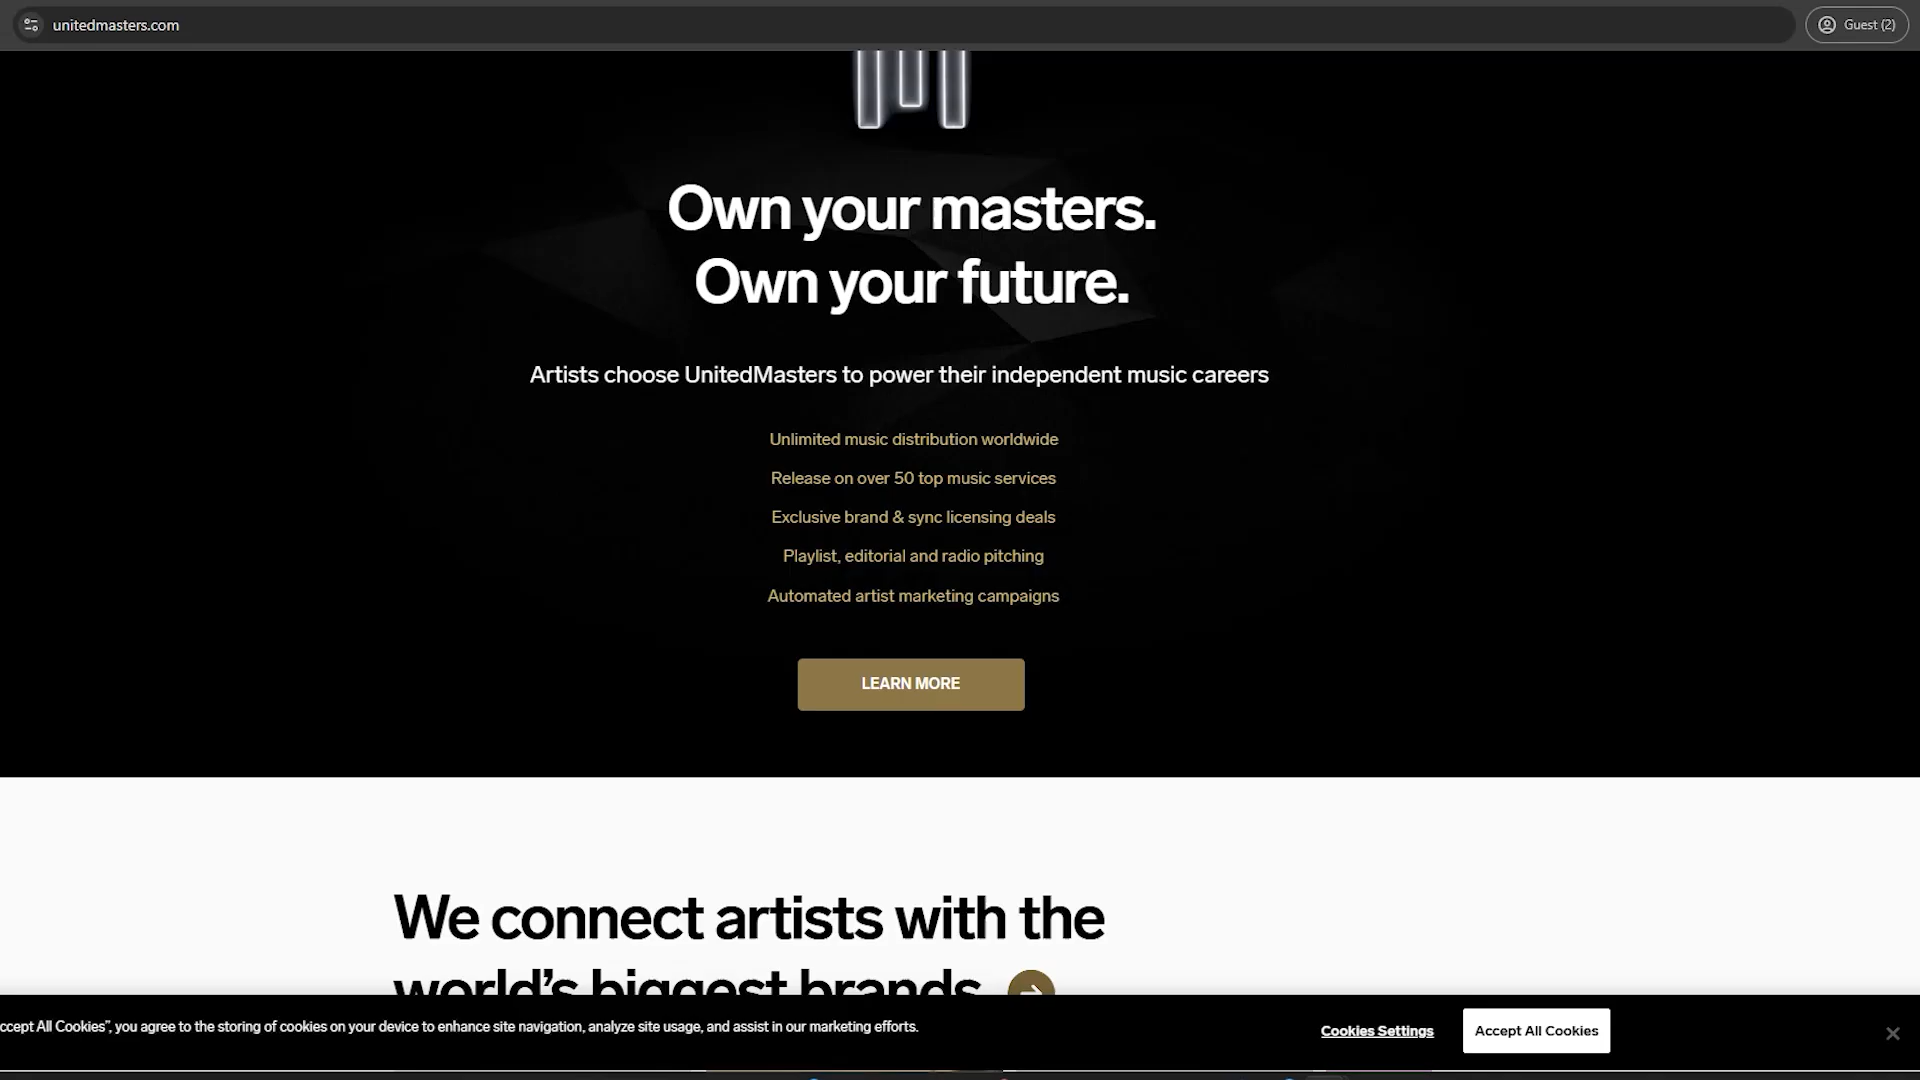 unitedmasters.com
Guest (2)
Own your masters.
Own your future.
Artists choose UnitedMasters to power their independent music careers
Unlimited music distribution worldwide
Release on over 50 top music services
Exclusive brand & sync licensing deals
Playlist, editorial and radio pitching
Automated artist marketing campaigns
LEARN MORE
We connect artists with the
world's biggest brands
ccept All Cookies", you agree to the storing of cookies on your device to enhance site navigation, analyze site usage, and assist in our marketing efforts.
Cookies Settings
Accept All Cookies